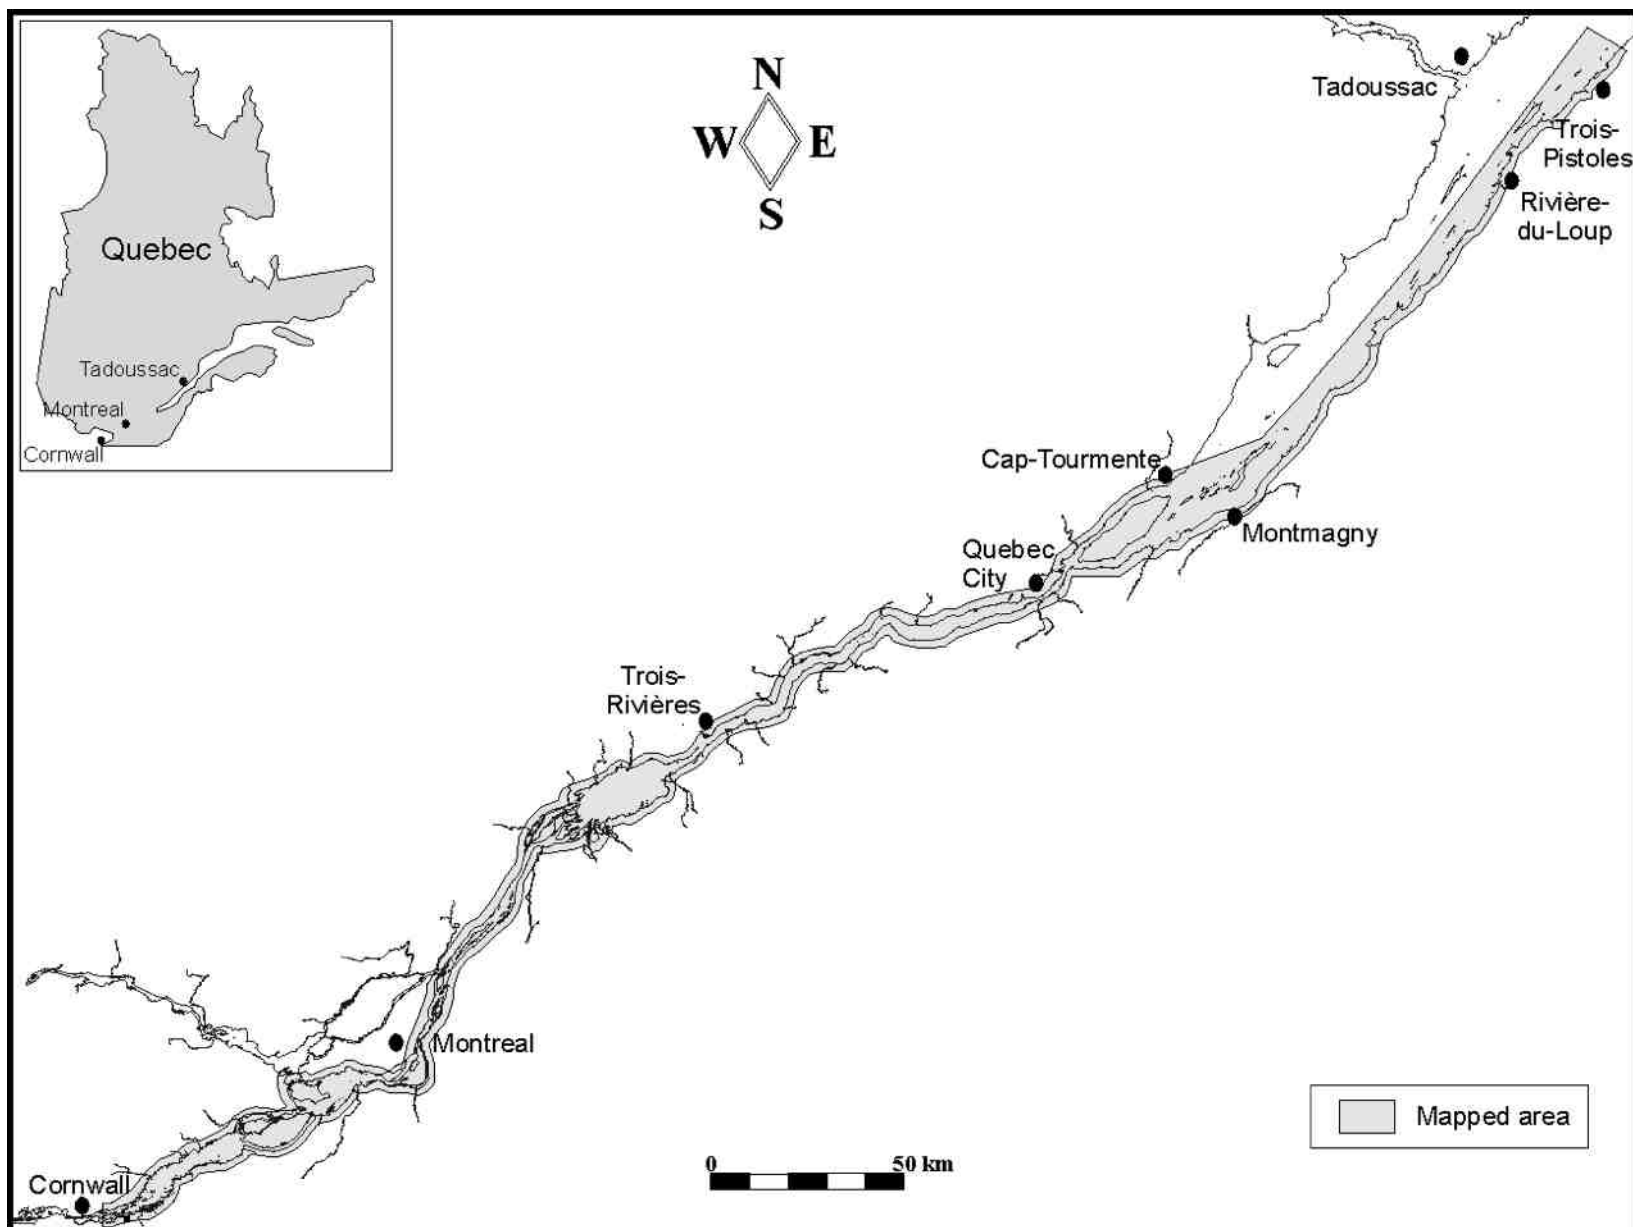 Quebec
Tadoussac
Montreal
Cornwall
N
W E
S
Tadoussac
Trois-
Pistoles
Rivière-
du-Loup
Cap-Tourmente
Montmagny
Quebec
City
Trois-
Rivières
Montreal
Cornwall
0 50 km
Mapped area